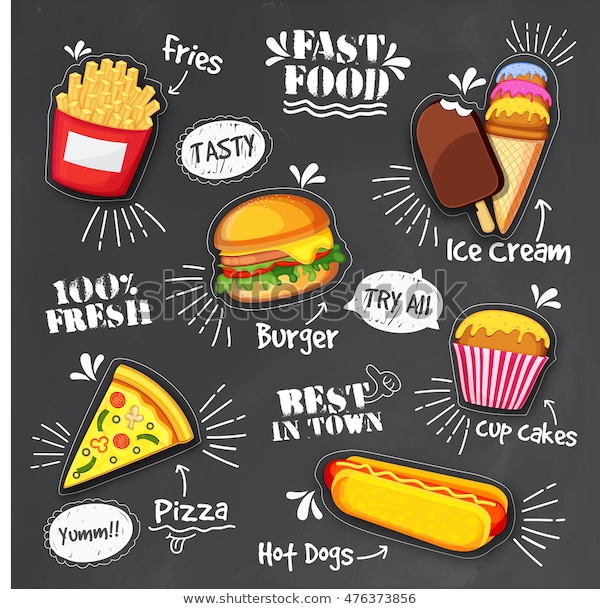 Fries
FAST
FOOD
TASTY
Ice Cream
100%
FRESH
TRY All
Burger
BEST
IN TOWN
cup cakes
Pizza
Yumm!!
Hot Dogs
shutterstock
www.shutterstock.com · 476373856